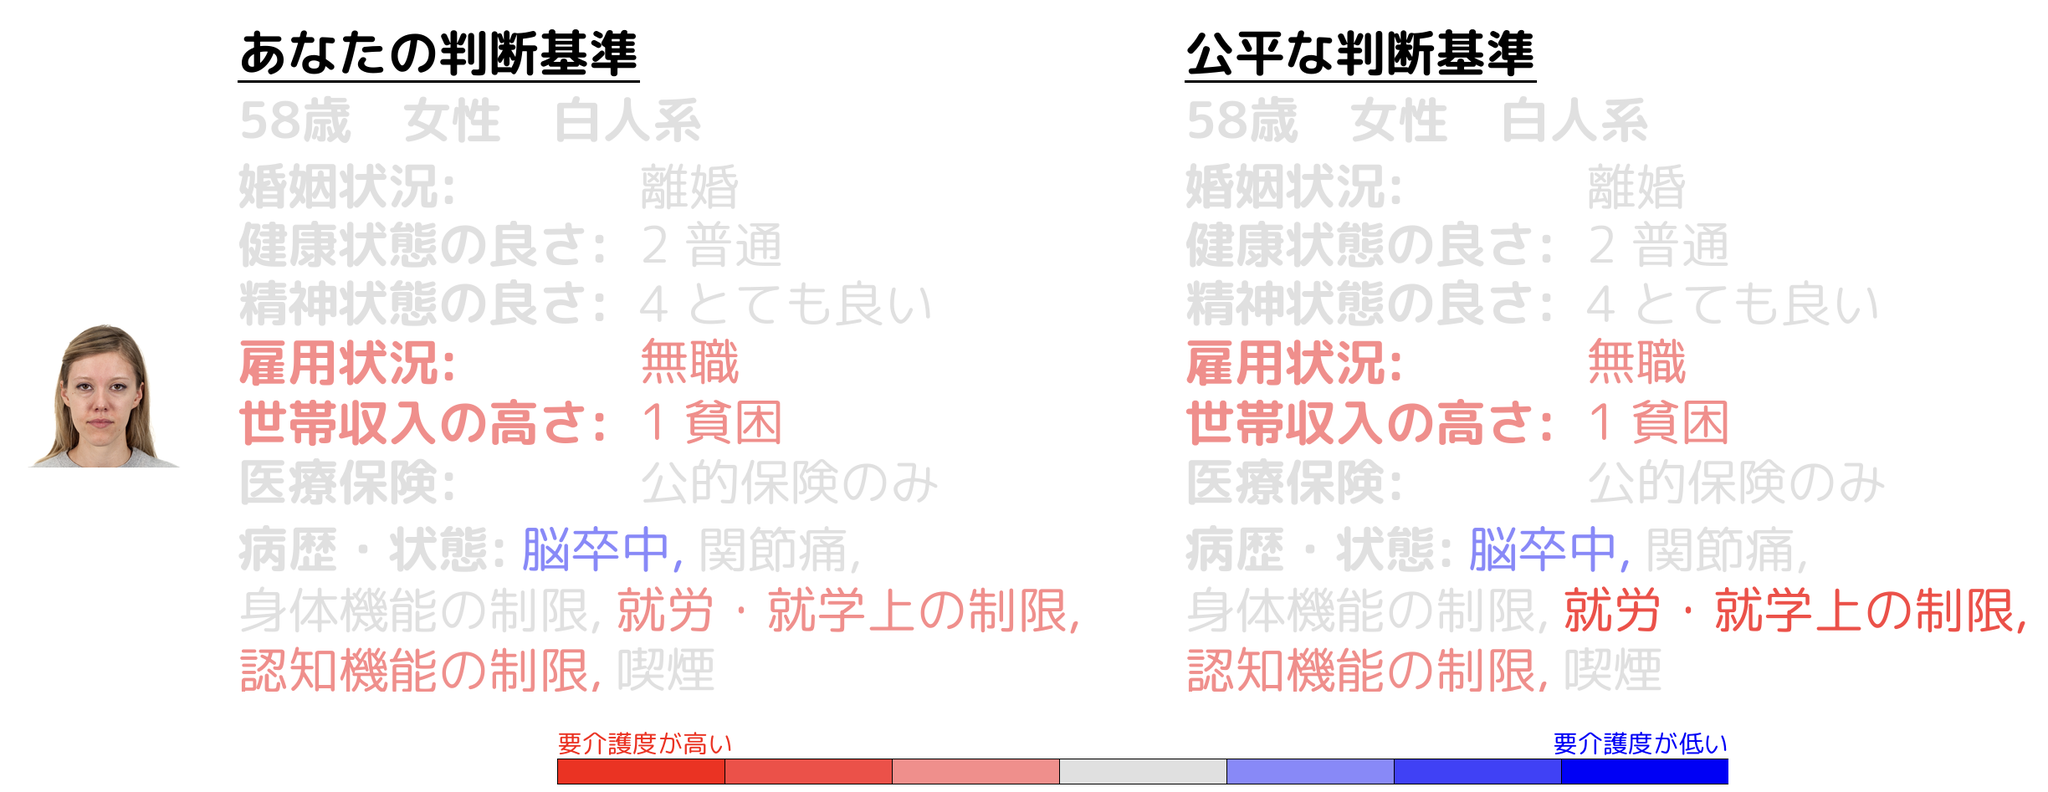 あなたの判断基準
58歳 女性 白人系
婚姻状況: 離婚
健康状態の良さ: 2 普通
精神状態の良さ: 4 とても良い
雇用状況: 無職
世帯収入の高さ: 1 貧困
医療保険: 公的保険のみ
病歴・状態: 脳卒中, 関節痛,
身体機能の制限, 就労・就学上の制限,
認知機能の制限, 喫煙
公平な判断基準
58歳 女性 白人系
婚姻状況: 離婚
健康状態の良さ: 2 普通
精神状態の良さ: 4 とても良い
雇用状況: 無職
世帯収入の高さ: 1 貧困
医療保険: 公的保険のみ
病歴・状態: 脳卒中, 関節痛,
身体機能の制限, 就労・就学上の制限,
認知機能の制限, 喫煙
要介護度が高い
要介護度が低い